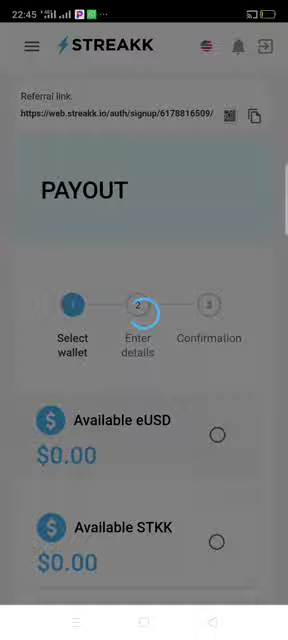 22:45
STREAKK
Referral link:
https://web.streakk.io/auth/signup/6178816509/
PAYOUT
1
2
3
Select
wallet
Enter
details
Confirmation
Available eUSD
$0.00
Available STKK
$0.00